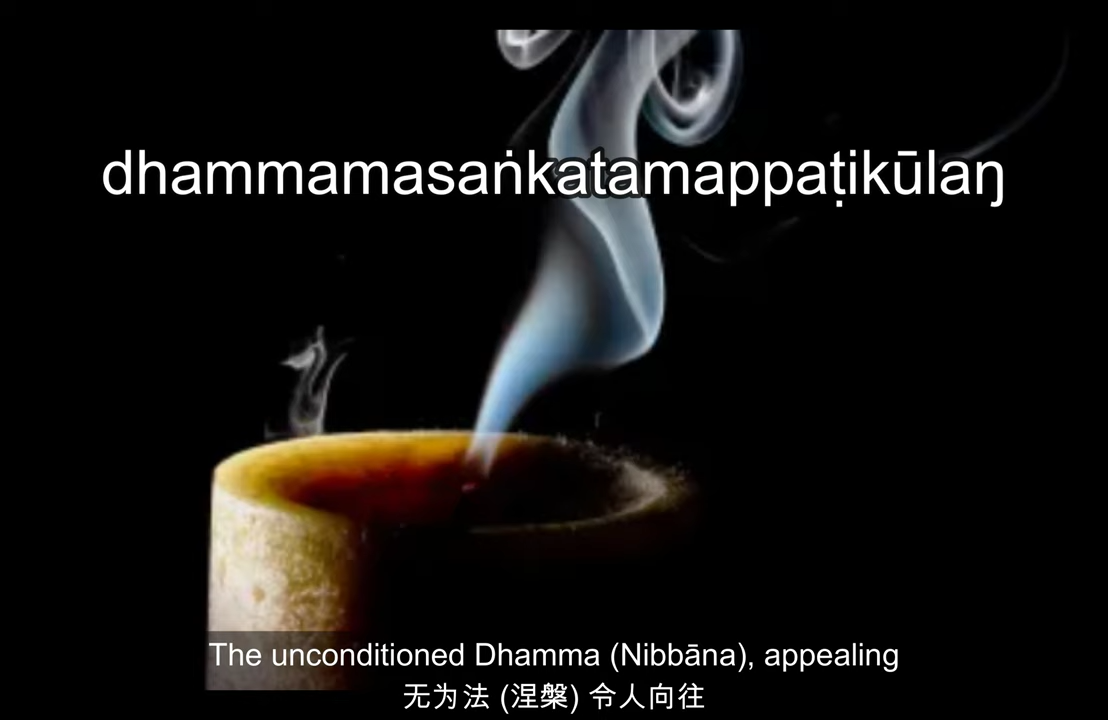 dhammamasaṅkatamappaṭikūlaŋ
The unconditioned Dhamma (Nibbāna), appealing
无为法 (涅槃) 令人向往